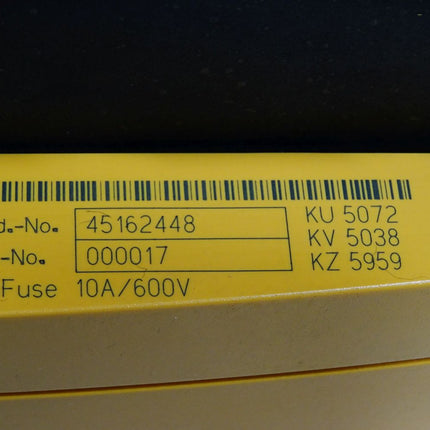 d.-No. 45162448
-No. 000017
Fuse 10A/600V
KU 5072
KV 5038
KZ 5959